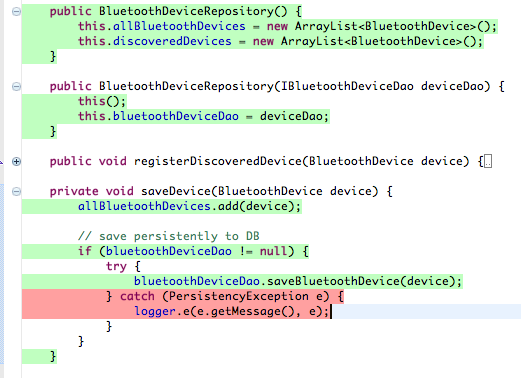 public BluetoothDeviceRepository() {
this.allBluetoothDevices = new ArrayList<BluetoothDevice>();
this.discoveredDevices = new ArrayList<BluetoothDevice>();
}
public BluetoothDeviceRepository(IBluetoothDeviceDao deviceDao) {
this();
this.bluetoothDeviceDao = deviceDao;
}
public void registerDiscoveredDevice(BluetoothDevice device) {
private void saveDevice(BluetoothDevice device) {
allBluetoothDevices.add(device);
// save persistently to DB
if (bluetoothDeviceDao != null) {
try {
bluetoothDeviceDao.saveBluetoothDevice(device);
} catch (PersistencyException e) {
logger.e(e.getMessage(), e);
}
}
}